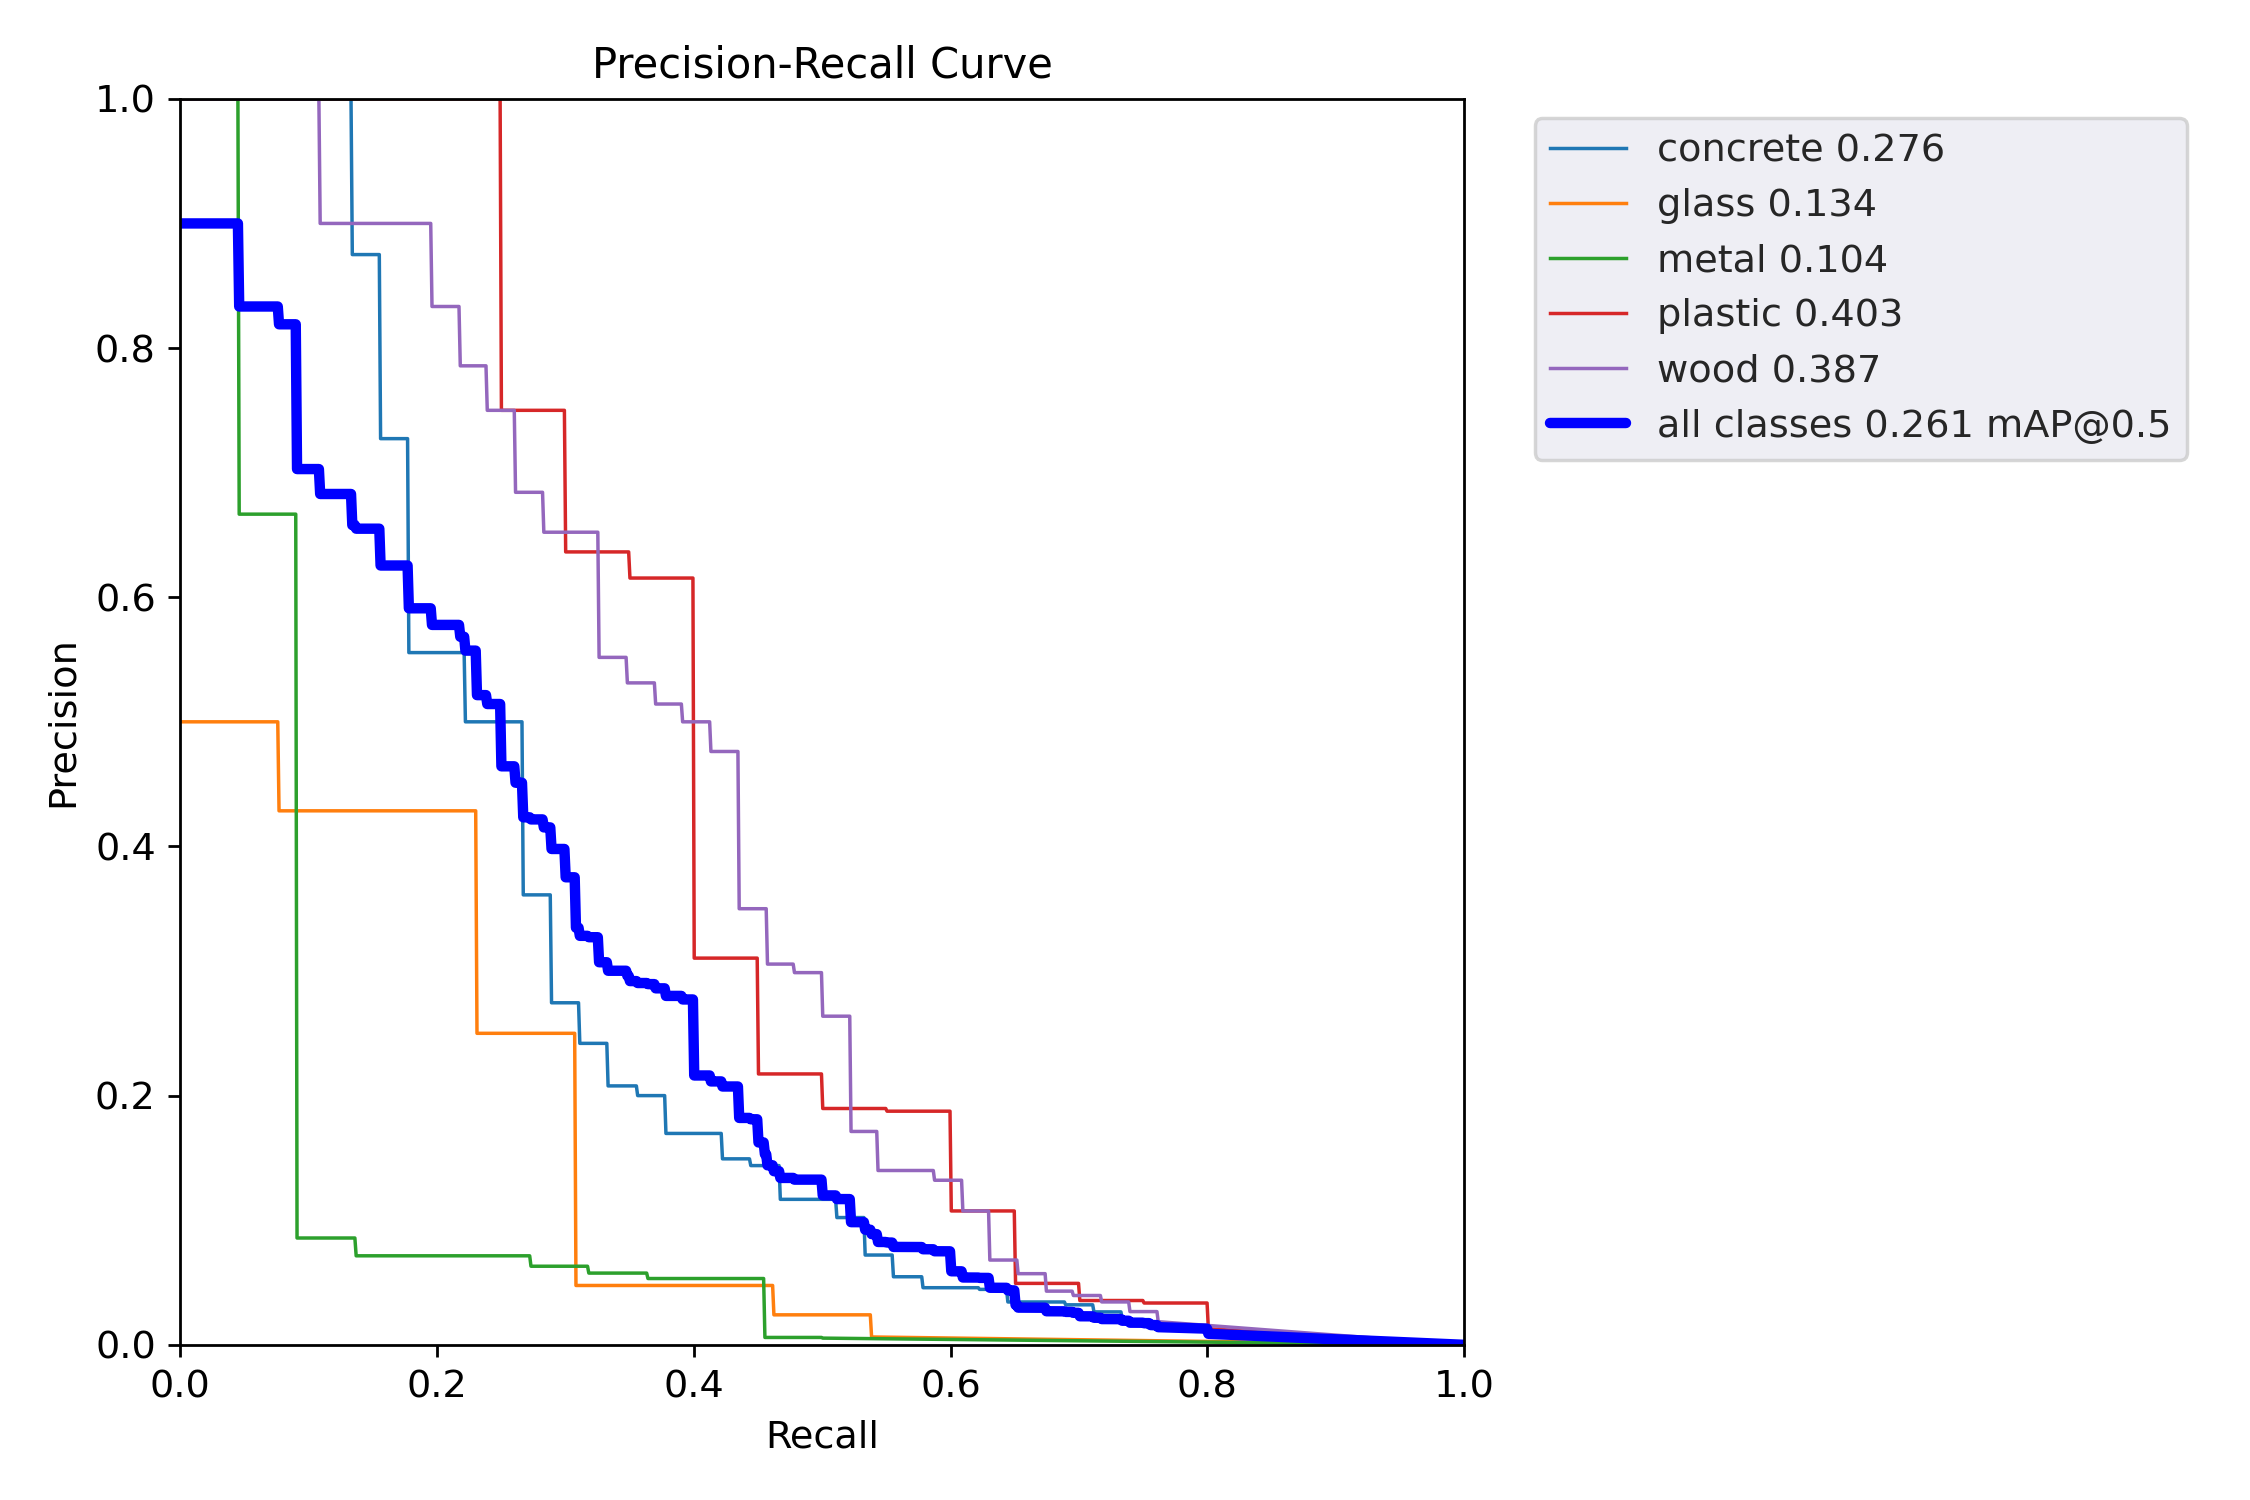 Precision-Recall Curve
1.0
0.8
0.6
0.4
0.2
0.0
Precision
0.0 0.2 0.4 0.6 0.8 1.0
Recall
concrete 0.276
glass 0.134
metal 0.104
plastic 0.403
wood 0.387
all classes 0.261 mAP@0.5